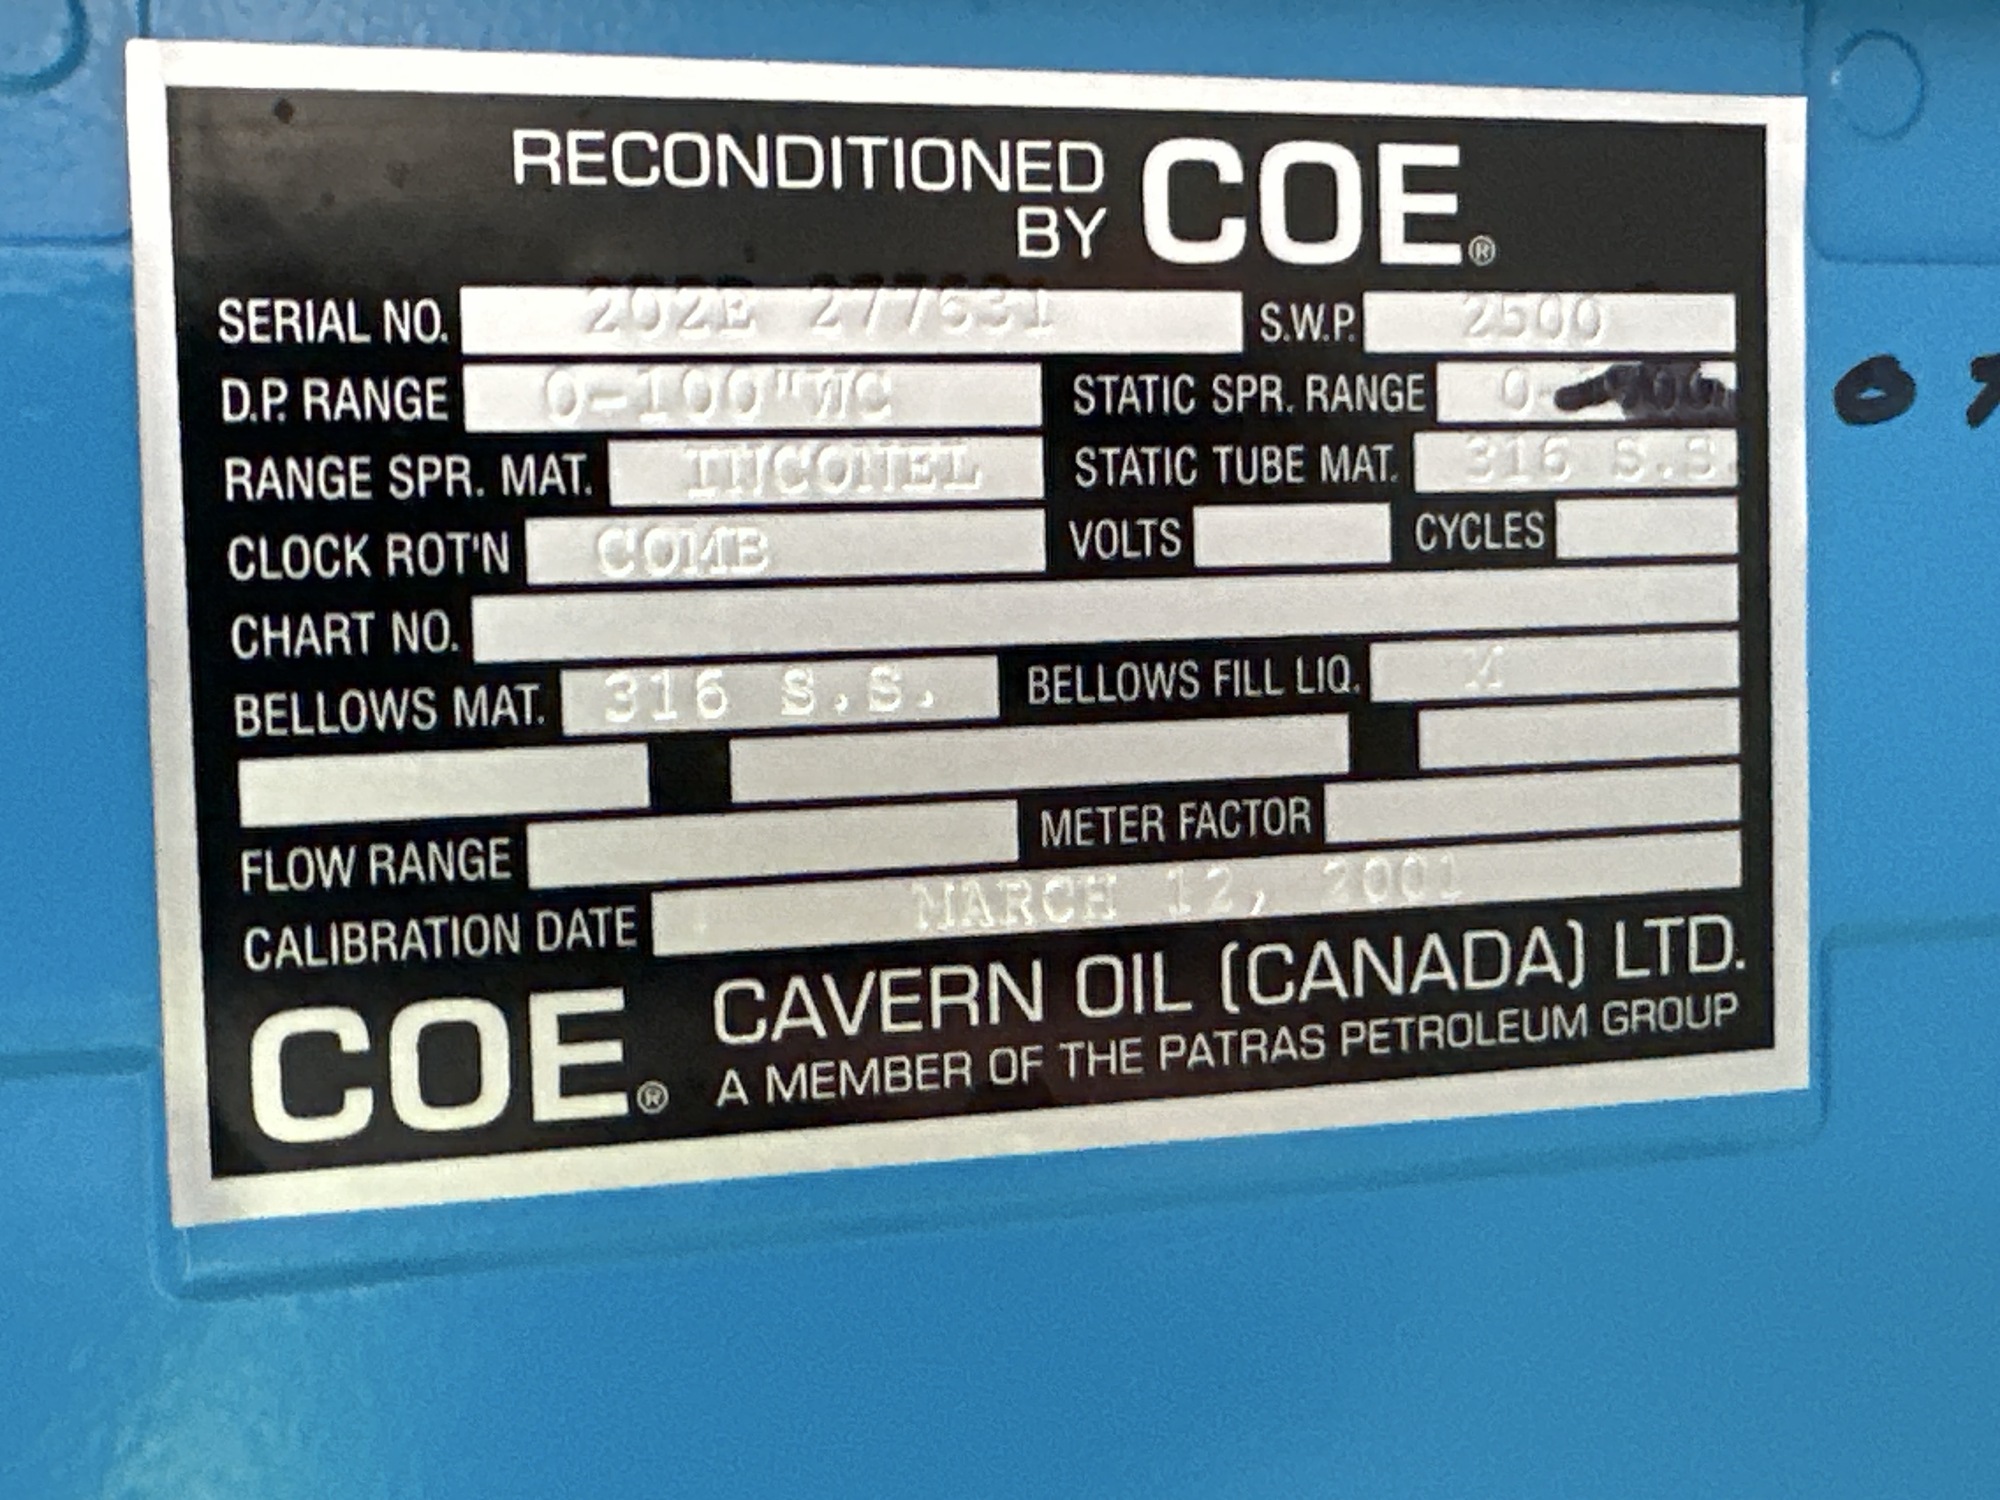 RECONDITIONED
BY COE®
SERIAL NO. 202E 277631 S.W.P. 2500
D.P. RANGE 0-100"WC STATIC SPR. RANGE 0-
RANGE SPR. MAT. INCONEL STATIC TUBE MAT. 316 S.S.
CLOCK ROT'N COMB VOLTS CYCLES
CHART NO.
BELLOWS MAT. 316 S.S. BELLOWS FILL LIQ. M
FLOW RANGE METER FACTOR
CALIBRATION DATE MARCH 12, 2001
COE® CAVERN OIL (CANADA) LTD.
A MEMBER OF THE PATRAS PETROLEUM GROUP